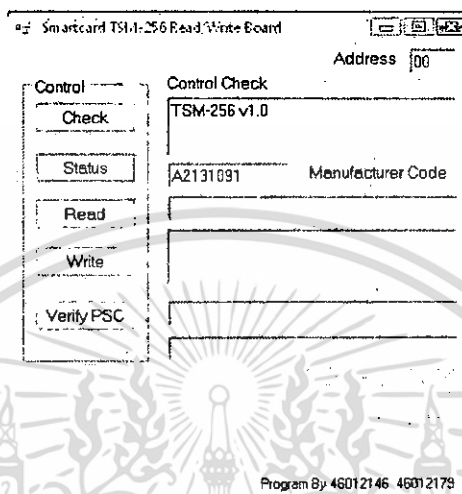 Smartcard TSM-256 Read/Write Board
Address 00
Control
Control Check
Check
TSM-256 v1.0
Status
A2131091 Manufacturer Code
Read
Write
Verify PSC
Program By 46012146 46012179